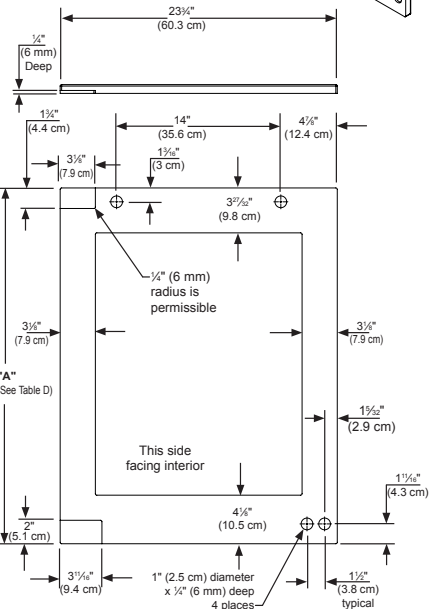 23¾"
(60.3 cm)
¼"
(6 mm)
Deep
1¾"
(4.4 cm)
14"
(35.6 cm)
4⅞"
(12.4 cm)
3⅛"
(7.9 cm)
1³⁄₁₆"
(3 cm)
3²⁷⁄₃₂"
(9.8 cm)
¼" (6 mm)
radius is
permissible
3⅛"
(7.9 cm)
3⅛"
(7.9 cm)
"A"
(See Table D)
1⁵⁄₃₂"
(2.9 cm)
This side
facing interior
1¹¹⁄₁₆"
(4.3 cm)
2"
(5.1 cm)
4⅛"
(10.5 cm)
3¹¹⁄₁₆"
(9.4 cm)
1" (2.5 cm) diameter
x ¼" (6 mm) deep
4 places
1½"
(3.8 cm)
typical